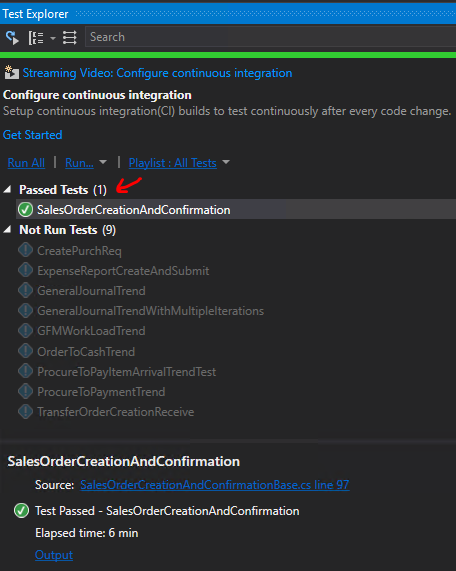 Test Explorer
Search
Streaming Video: Configure continuous integration
Configure continuous integration
Setup continuous integration(CI) builds to test continuously after every code change.
Get Started
Run All | Run... | Playlist : All Tests
Passed Tests (1)
SalesOrderCreationAndConfirmation
Not Run Tests (9)
CreatePurchReq
ExpenseReportCreateAndSubmit
GeneralJournalTrend
GeneralJournalTrendWithMultipleIterations
GFMWorkLoadTrend
OrderToCashTrend
ProcureToPayItemArrivalTrendTest
ProcureToPaymentTrend
TransferOrderCreationReceive
SalesOrderCreationAndConfirmation
Source: SalesOrderCreationAndConfirmationBase.cs line 97
Test Passed - SalesOrderCreationAndConfirmation
Elapsed time: 6 min
Output